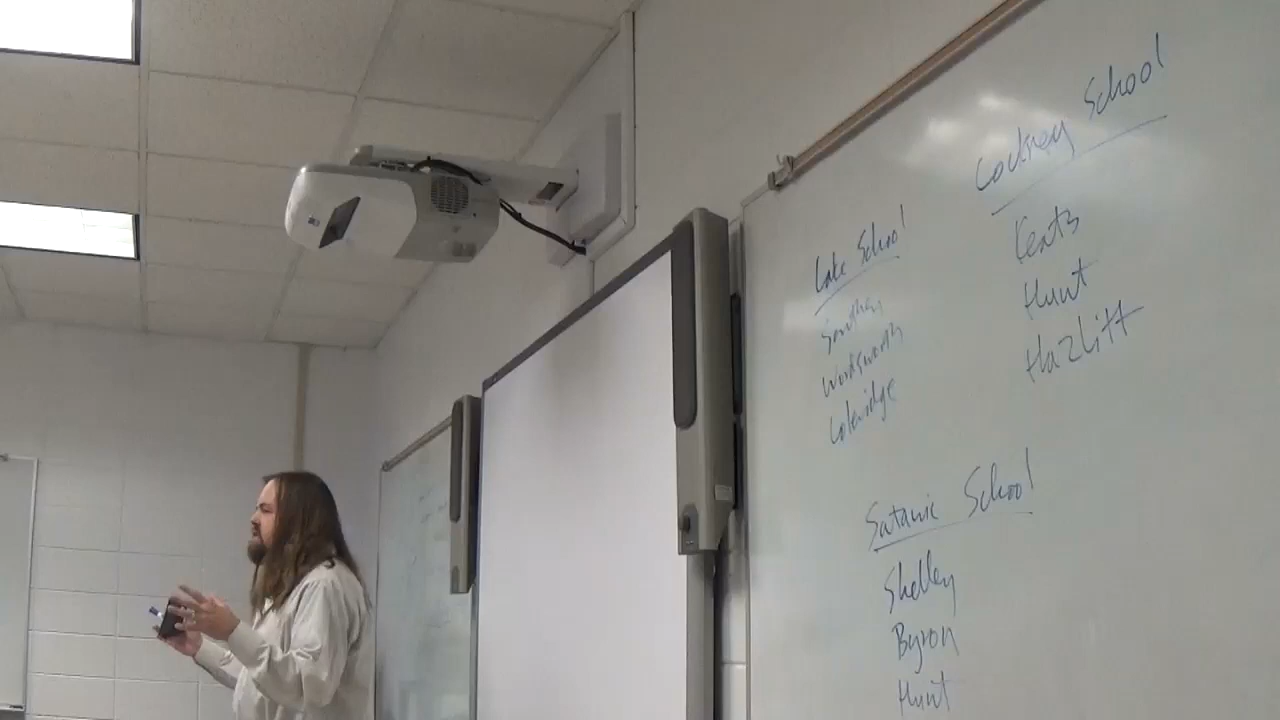 Lake School
Southey
Wordsworth
Coleridge
Cockney School
Keats
Hunt
Hazlitt
Satanic School
Shelley
Byron
Hunt